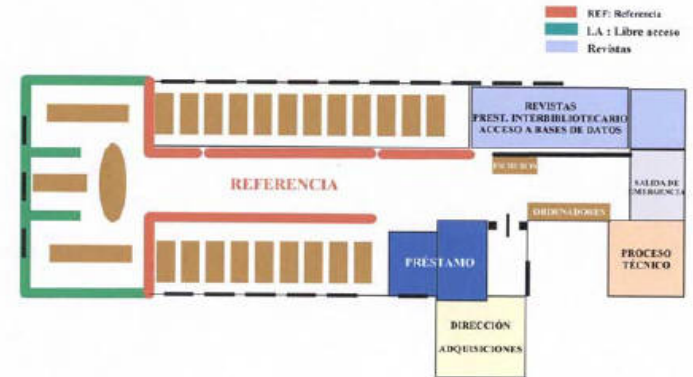 REF: Referencia
LA : Libre acceso
Revistas
REVISTAS
PREST. INTERBIBLIOTECARIO
ACCESO A BASES DE DATOS
REFERENCIA
SALIDA DE
EMERGENCIA
ORDENADORES
PRÉSTAMO
PROCESO
TÉCNICO
DIRECCIÓN
ADQUISICIONES